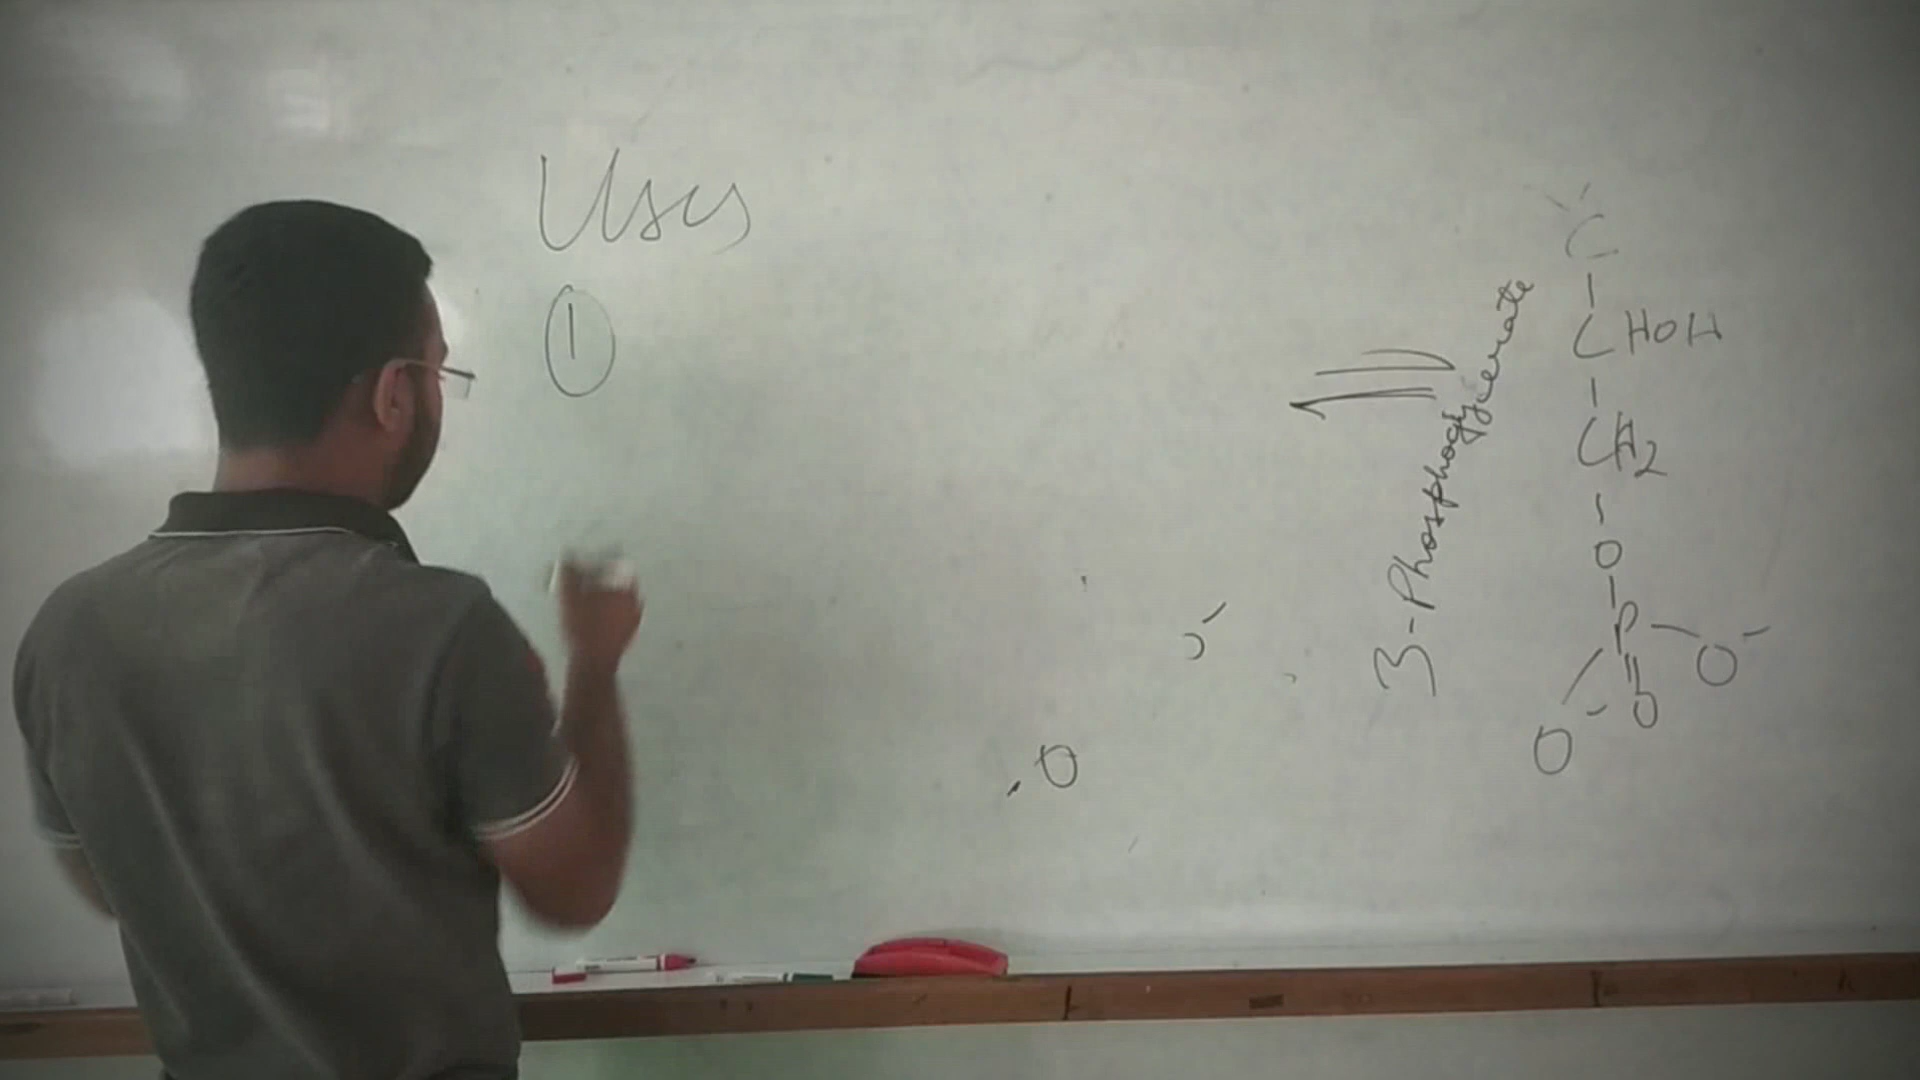 Uses
1
3-Phosphoglycerate
C
CHOH
CH2
O
P O-
O- O
O